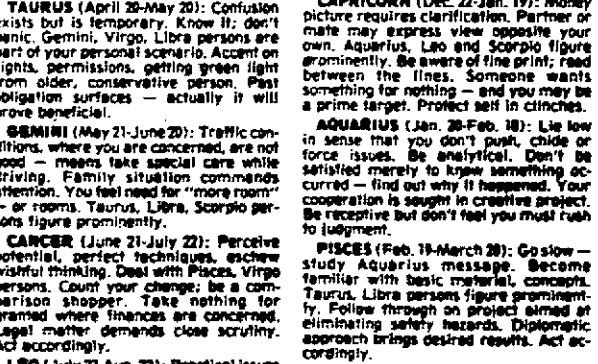 TAURUS (April 20-May 20): Confusion
exists but is temporary. Know it; don't
panic. Gemini, Virgo, Libra persons are
part of your personal scenario. Accent on
rights, permissions, getting green light
from older, conservative person. Past
obligation surfaces — actually it will
prove beneficial.
GEMINI (May 21-June 20): Traffic con-
ditions, where you are concerned, are not
good — means take special care while
driving. Family situation commands
attention. You feel need for "more room"
— or rooms. Taurus, Libra, Scorpio per-
sons figure prominently.
CANCER (June 21-July 22): Perceive
potential, perfect techniques, eschew
wishful thinking. Deal with Pisces, Virgo
persons. Count your change; be a com-
parison shopper. Take nothing for
granted where finances are concerned.
Legal matter demands close scrutiny.
Act accordingly.
CAPRICORN (Dec. 22-Jan. 19): Money
picture requires clarification. Partner or
mate may express view opposite your
own. Aquarius, Leo and Scorpio figure
prominently. Be aware of fine print; read
between the lines. Someone wants
something for nothing — and you may be
a prime target. Protect self in clinches.
AQUARIUS (Jan. 20-Feb. 18): Lie low
in sense that you don't push, chide or
force issues. Be analytical. Don't be
satisfied merely to know something oc-
curred — find out why it happened. Your
cooperation is sought in creative project.
Be receptive but don't feel you must rush
to judgment.
PISCES (Feb. 19-March 20): Go slow —
study Aquarius message. Become
familiar with basic material, concepts.
Taurus, Libra persons figure prominent-
ly. Follow through on project aimed at
eliminating safety hazards. Diplomatic
approach brings desired results. Act ac-
cordingly.